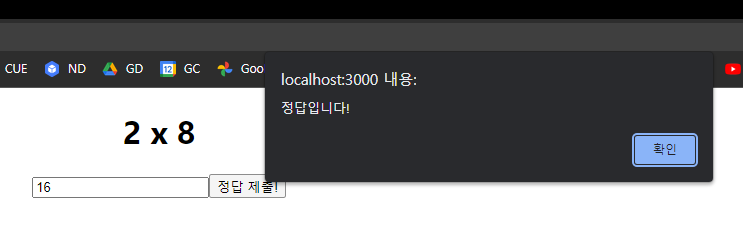 CUE ND GD GC Goo
localhost:3000 내용:
정답입니다!
확인
2 x 8
16 정답 제출!